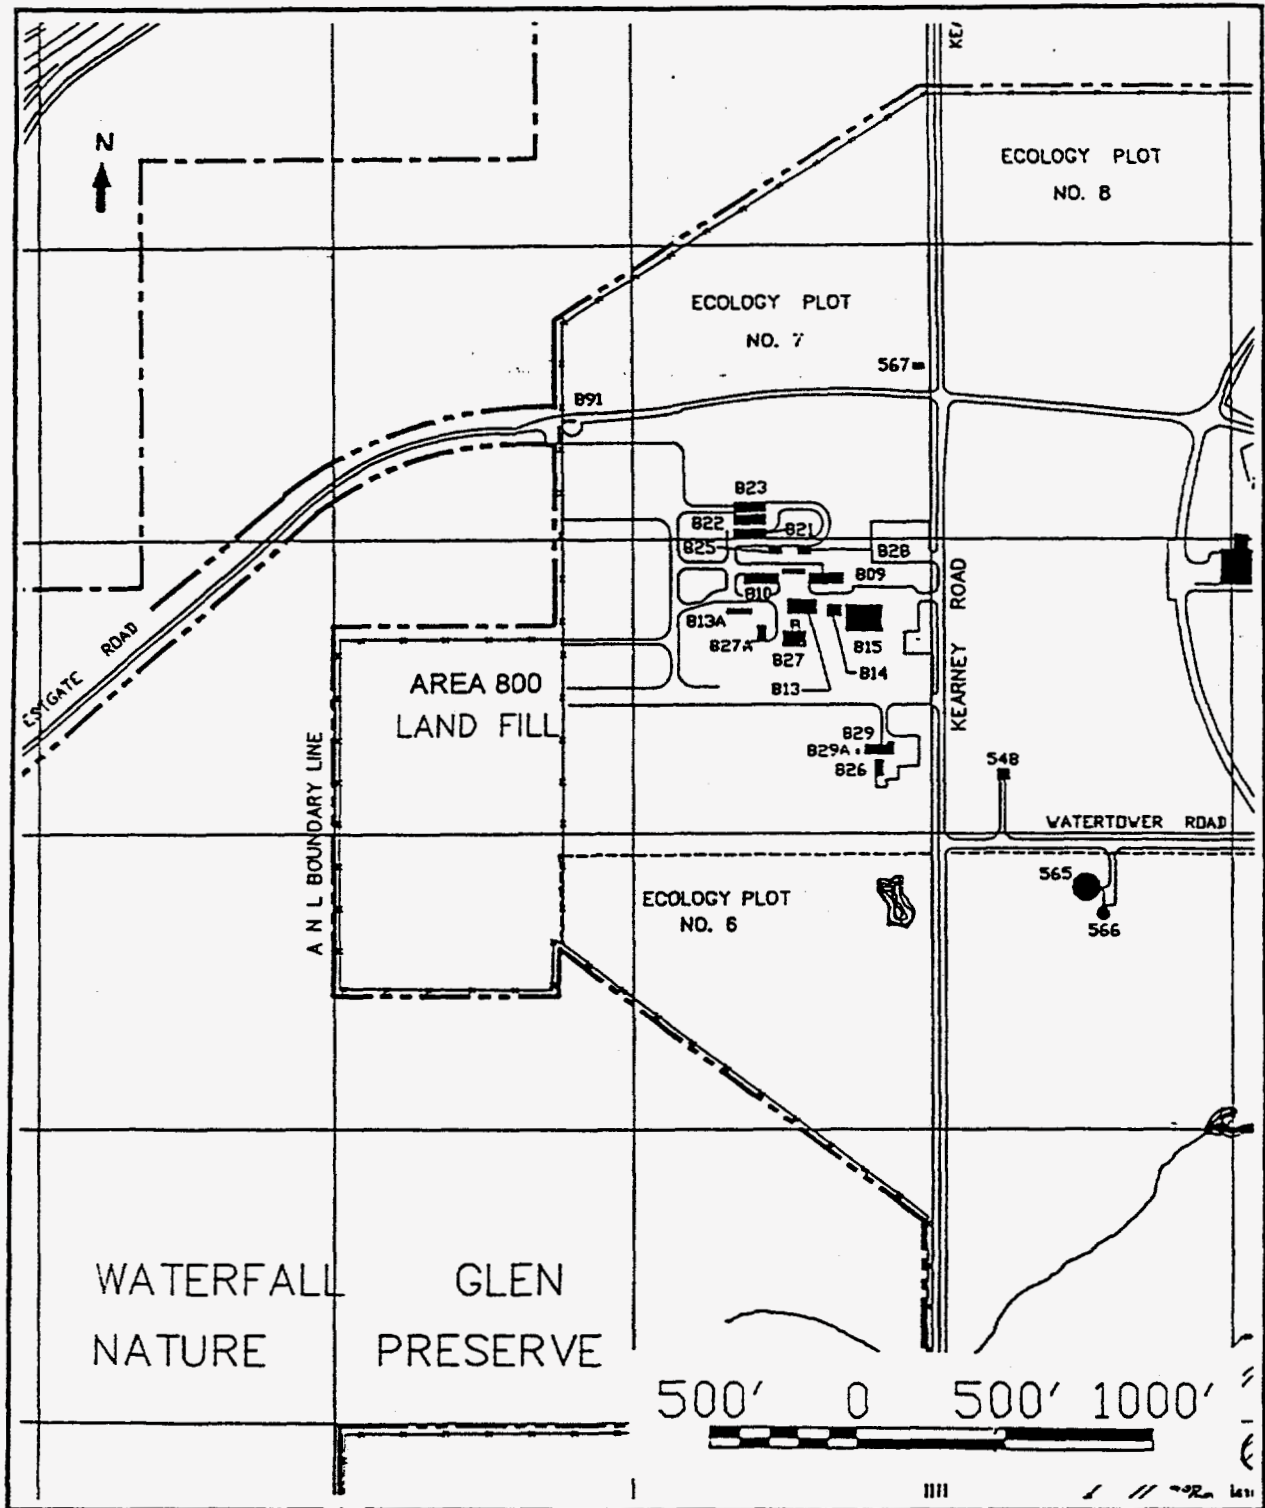 KEA
N
ECOLOGY PLOT
NO. 8
ECOLOGY PLOT
NO. 7
567
B91
B23
B22
B21
B25
B28
B09
B10
B13A
B27A
R
B27
B15
B14
B13
ESTGATE ROAD
KEARNEY ROAD
AREA 800
LAND FILL
A N L BOUNDARY LINE
B29
B29A
B26
548
WATERTOWER ROAD
565
566
ECOLOGY PLOT
NO. 6
WATERFALL GLEN
NATURE PRESERVE
500' 0 500' 1000'